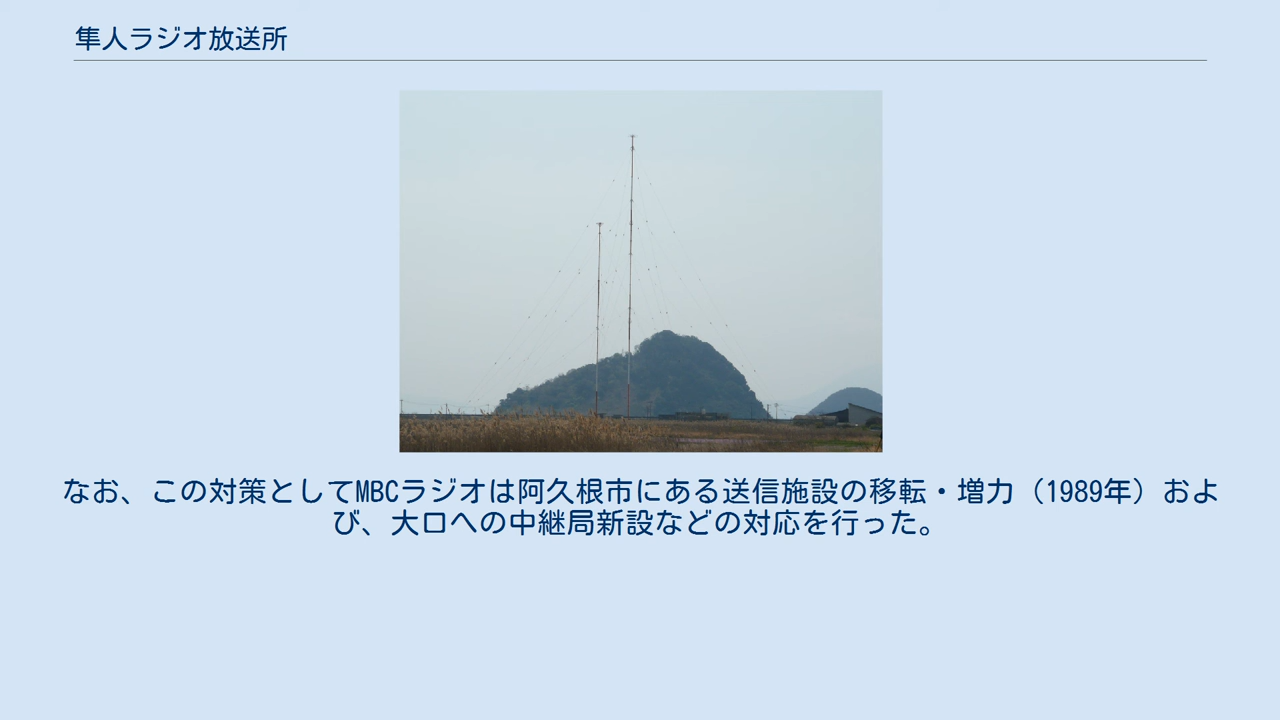 隼人ラジオ放送所
なお、この対策としてMBCラジオは阿久根市にある送信施設の移転・増力（1989年）およ
び、大口への中継局新設などの対応を行った。